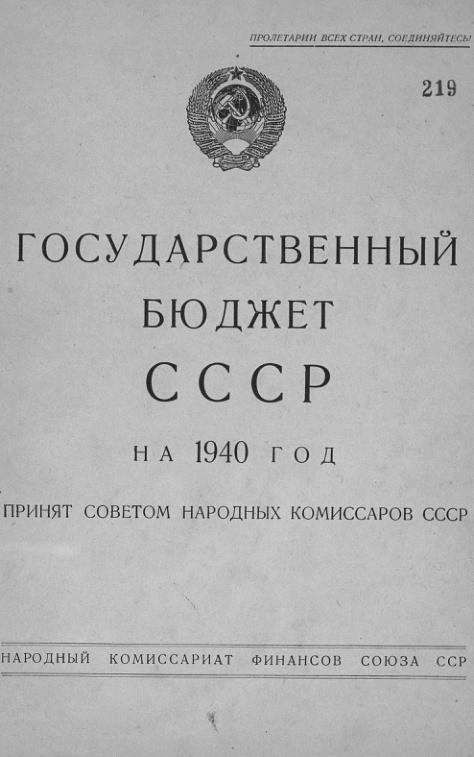 ПРОЛЕТАРИИ ВСЕХ СТРАН, СОЕДИНЯЙТЕСЬ!
219
ГОСУДАРСТВЕННЫЙ
БЮДЖЕТ
СССР
НА 1940 ГОД
ПРИНЯТ СОВЕТОМ НАРОДНЫХ КОМИССАРОВ СССР
НАРОДНЫЙ КОМИССАРИАТ ФИНАНСОВ СОЮЗА ССР